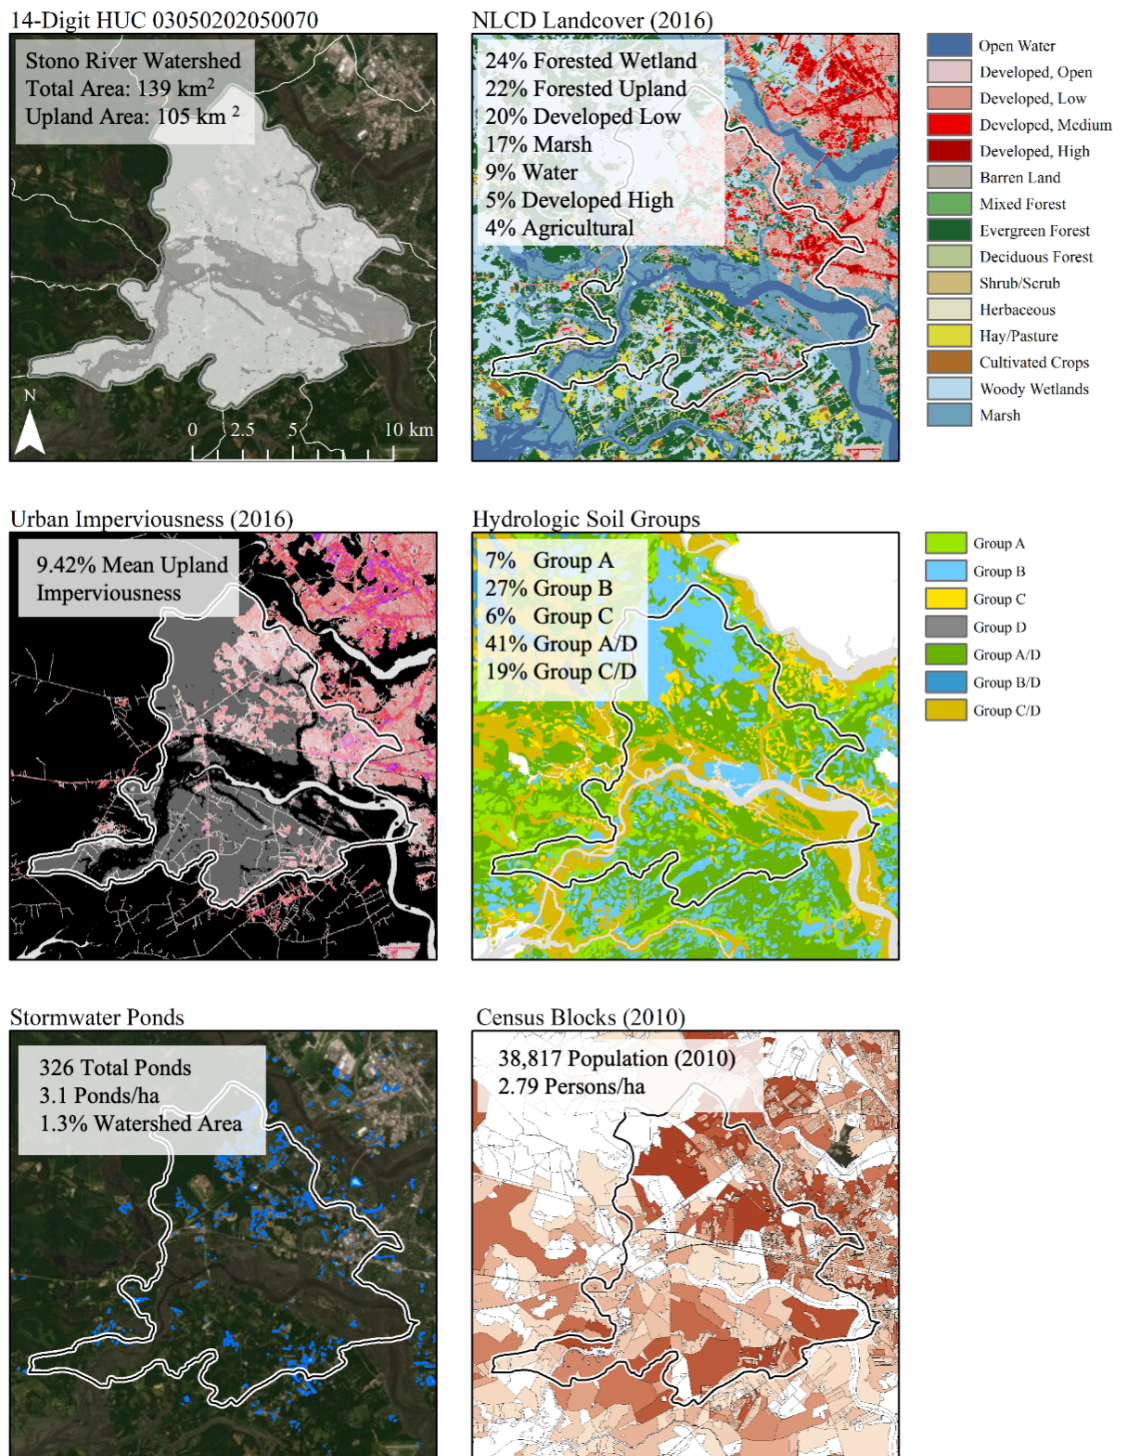 14-Digit HUC 03050202050070
Stono River Watershed
Total Area: 139 km²
Upland Area: 105 km ²
N
0 2.5 5 10 km
NLCD Landcover (2016)
24% Forested Wetland
22% Forested Upland
20% Developed Low
17% Marsh
9% Water
5% Developed High
4% Agricultural
Open Water
Developed, Open
Developed, Low
Developed, Medium
Developed, High
Barren Land
Mixed Forest
Evergreen Forest
Deciduous Forest
Shrub/Scrub
Herbaceous
Hay/Pasture
Cultivated Crops
Woody Wetlands
Marsh
Urban Imperviousness (2016)
9.42% Mean Upland
Imperviousness
Hydrologic Soil Groups
7% Group A
27% Group B
6% Group C
41% Group A/D
19% Group C/D
Group A
Group B
Group C
Group D
Group A/D
Group B/D
Group C/D
Stormwater Ponds
326 Total Ponds
3.1 Ponds/ha
1.3% Watershed Area
Census Blocks (2010)
38,817 Population (2010)
2.79 Persons/ha